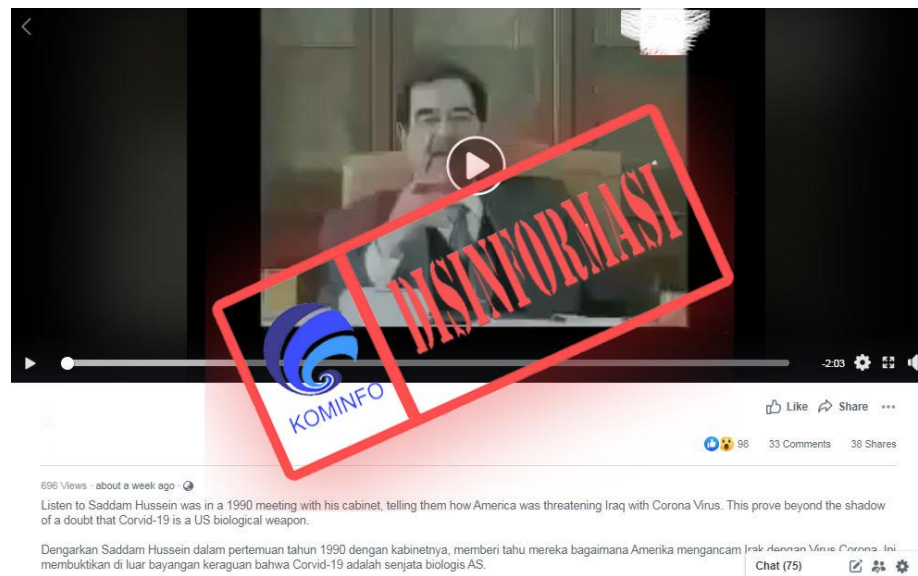 DISINFORMASI
KOMINFO
-2:03
Like Share
98 33 Comments 38 Shares
696 Views · about a week ago ·
Listen to Saddam Hussein was in a 1990 meeting with his cabinet, telling them how America was threatening Iraq with Corona Virus. This prove beyond the shadow
of a doubt that Corvid-19 is a US biological weapon.
Dengarkan Saddam Hussein dalam pertemuan tahun 1990 dengan kabinetnya, memberi tahu mereka bagaimana Amerika mengancam Irak dengan Virus Corona. Ini
membuktikan di luar bayangan keraguan bahwa Corvid-19 adalah senjata biologis AS.
Chat (75)